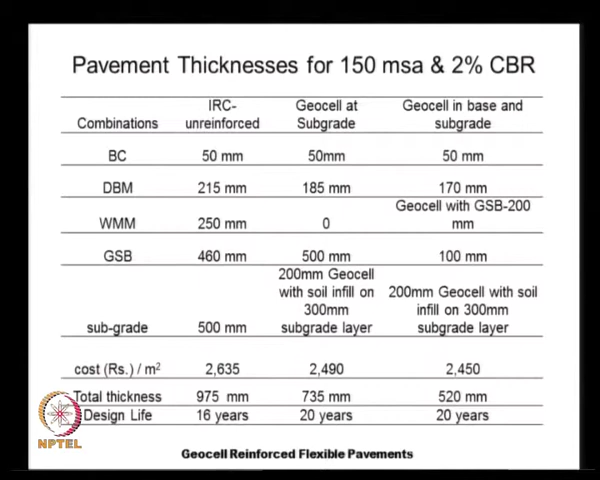 Pavement Thicknesses for 150 msa & 2% CBR
Combinations IRC-unreinforced Geocell at Subgrade Geocell in base and subgrade
BC 50 mm 50mm 50 mm
DBM 215 mm 185 mm 170 mm
WMM 250 mm 0 Geocell with GSB-200 mm
GSB 460 mm 500 mm 100 mm
sub-grade 500 mm 200mm Geocell with soil infill on 300mm subgrade layer 200mm Geocell with soil infill on 300mm subgrade layer
cost (Rs.) / m² 2,635 2,490 2,450
Total thickness 975 mm 735 mm 520 mm
Design Life 16 years 20 years 20 years
NPTEL
Geocell Reinforced Flexible Pavements